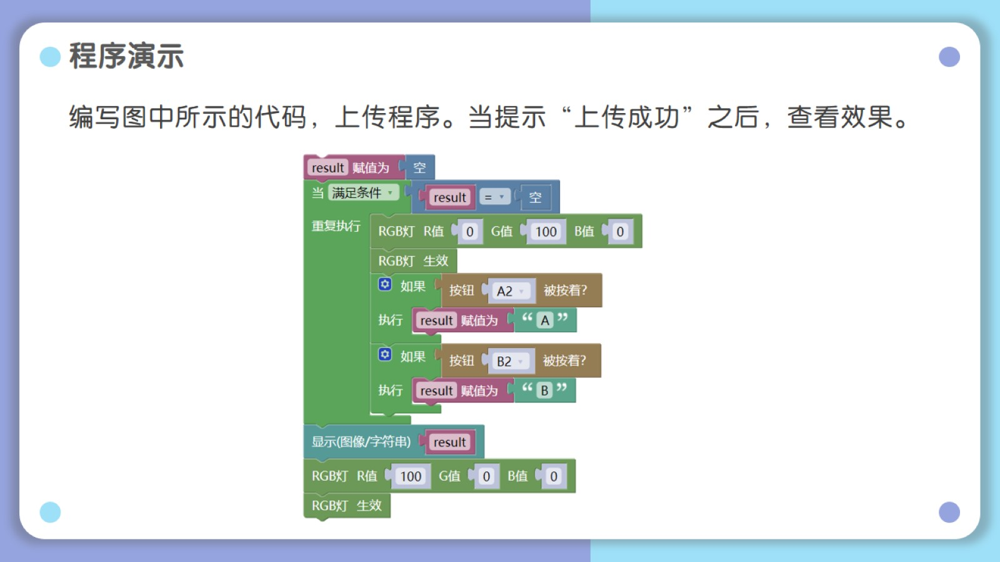 程序演示
编写图中所示的代码，上传程序。当提示“上传成功”之后，查看效果。
result 赋值为 空
当 满足条件 result = 空
重复执行 RGB灯 R值 0 G值 100 B值 0
RGB灯 生效
如果 按钮 A2 被按着?
执行 result 赋值为 “ A ”
如果 按钮 B2 被按着?
执行 result 赋值为 “ B ”
显示(图像/字符串) result
RGB灯 R值 100 G值 0 B值 0
RGB灯 生效